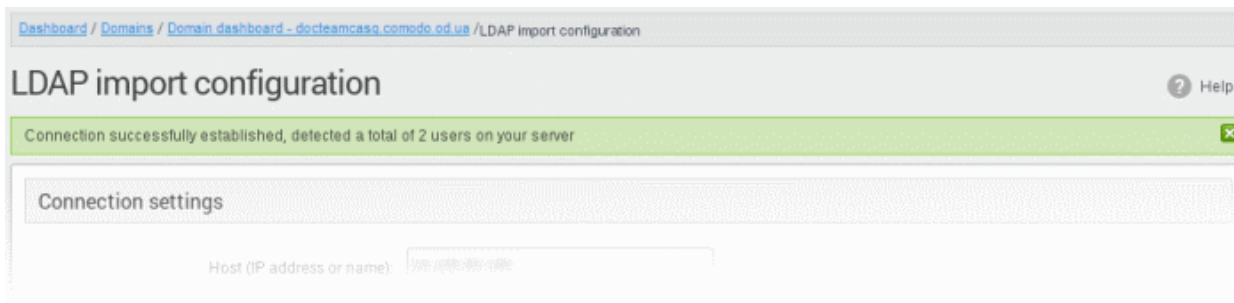 Dashboard / Domains / Domain dashboard - docteamcasg.comodo.od.ua /LDAP import configuration
LDAP import configuration
? Help
Connection successfully established, detected a total of 2 users on your server
Connection settings
Host (IP address or name):